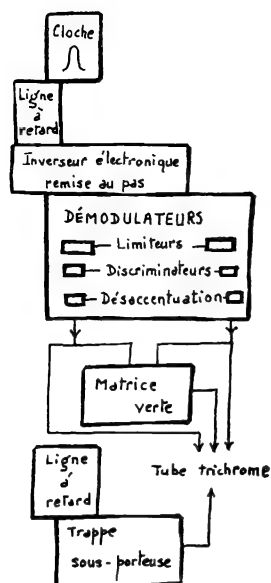 Cloche
Ligne
à
retard
Inverseur électronique
remise au pas
DÉMODULATEURS
Limiteurs
Discriminateurs
Désaccentuation
Matrice
verte
Ligne
à
retard
Tube trichrome
Trappe
sous-porteuse